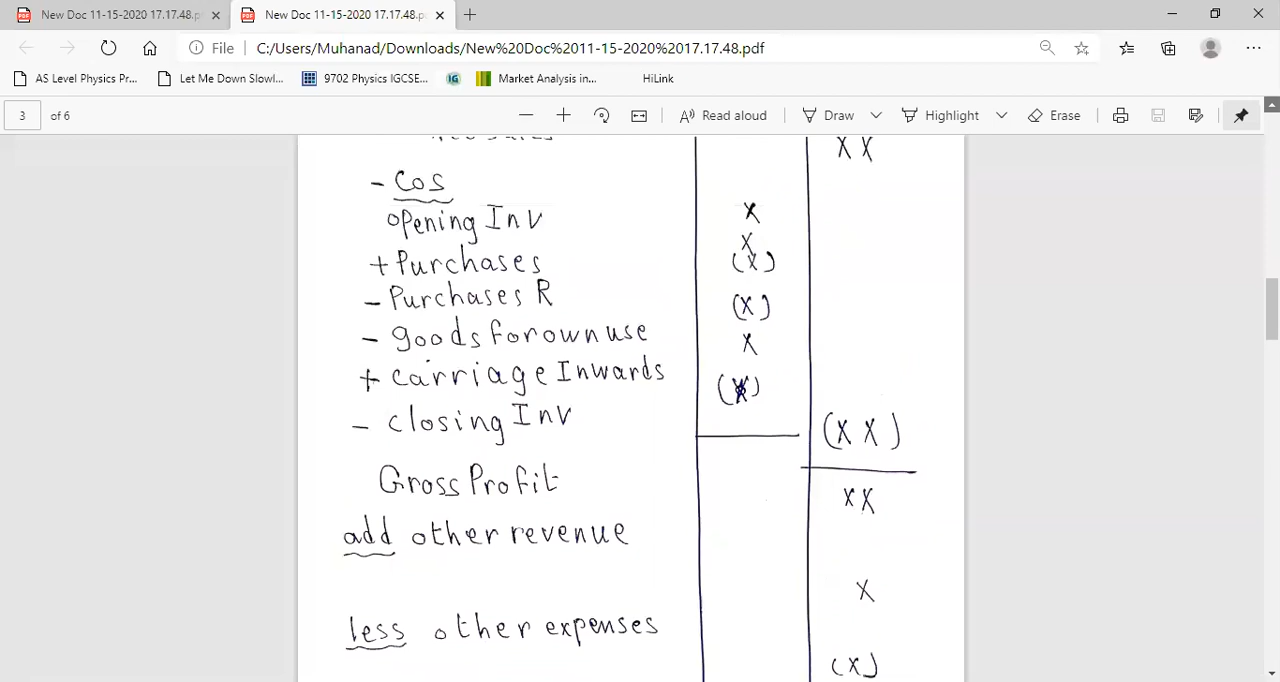 New Doc 11-15-2020 17.17.48.p
New Doc 11-15-2020 17.17.48.p
File
C:/Users/Muhanad/Downloads/New%20Doc%2011-15-2020%2017.17.48.pdf
AS Level Physics Pr...
Let Me Down Slowl...
9702 Physics IGCSE...
IG
Market Analysis in...
HiLink
3 of 6
Read aloud
Draw
Highlight
Erase
X X
- Cos
opening Inv X
X
+ Purchases (X)
- Purchases R (X)
- goods for own use X
+ carriage Inwards (X)
- closing Inv (X X)
Gross Profit XX
add other revenue
X
less other expenses
(X)